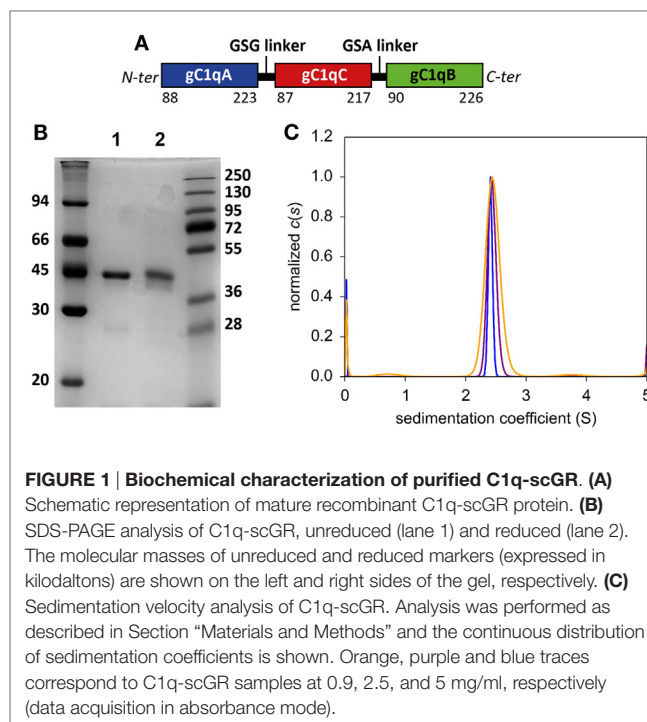 A
GSG linker GSA linker
N-ter gC1qA gC1qC gC1qB C-ter
88 223 87 217 90 226
B
1 2
94
66
45
30
20
250
130
95
72
55
36
28
C
1.2
1.0
0.8
0.6
0.4
0.2
0.0
normalized c(s)
0 1 2 3 4 5
sedimentation coefficient (S)
FIGURE 1 | Biochemical characterization of purified C1q-scGR. (A)
Schematic representation of mature recombinant C1q-scGR protein. (B)
SDS-PAGE analysis of C1q-scGR, unreduced (lane 1) and reduced (lane 2).
The molecular masses of unreduced and reduced markers (expressed in
kilodaltons) are shown on the left and right sides of the gel, respectively. (C)
Sedimentation velocity analysis of C1q-scGR. Analysis was performed as
described in Section “Materials and Methods” and the continuous distribution
of sedimentation coefficients is shown. Orange, purple and blue traces
correspond to C1q-scGR samples at 0.9, 2.5, and 5 mg/ml, respectively
(data acquisition in absorbance mode).